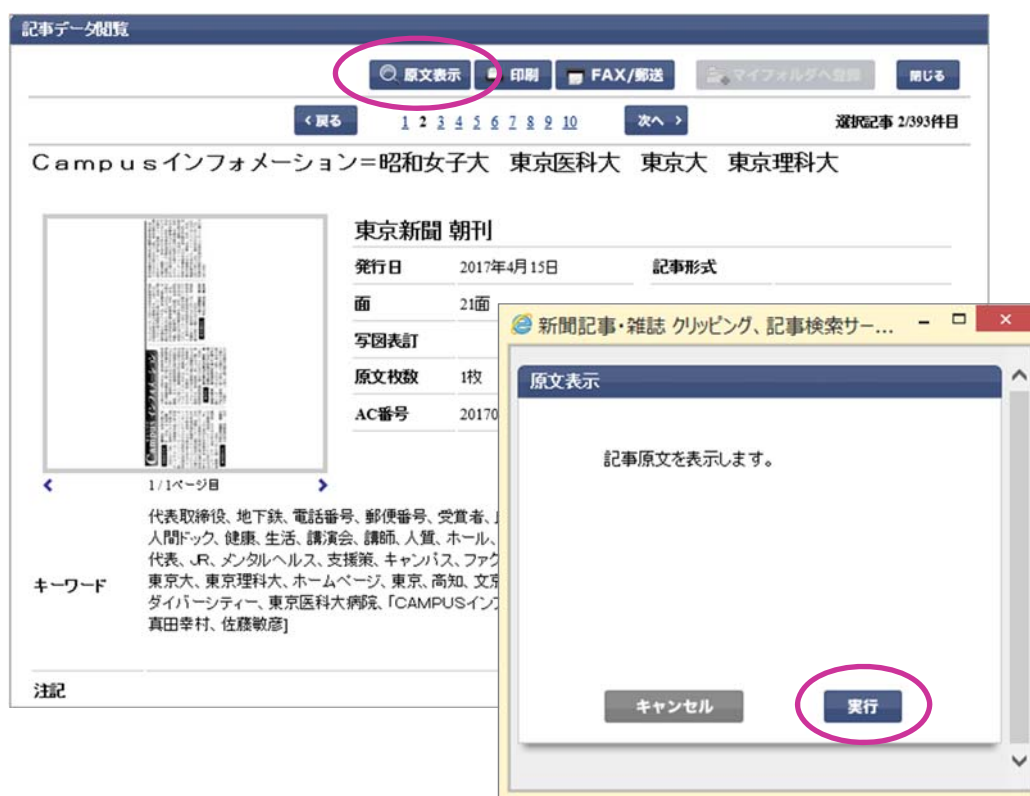 記事データ閲覧
原文表示 印刷 FAX/郵送 マイフォルダへ登録 閉じる
戻る 1 2 3 4 5 6 7 8 9 10 次へ 選択記事 2/393件目
Campusインフォメーション=昭和女子大 東京医科大 東京大 東京理科大
東京新聞 朝刊
発行日 2017年4月15日 記事形式
面 21面
写図表訂
原文枚数 1枚
AC番号 20170
1/1ページ目
キーワード
代表取締役、地下鉄、電話番号、郵便番号、受賞者、
人間ドック、健康、生活、講演会、講師、人質、ホール、
代表、JR、メンタルヘルス、支援策、キャンパス、ファク
東京大、東京理科大、ホームページ、東京、高知、文京
ダイバーシティー、東京医科大病院、「CAMPUSインフ
真田幸村、佐藤敏彦]
注記
新聞記事・雑誌 クリッピング、記事検索サー...
原文表示
記事原文を表示します。
キャンセル 実行